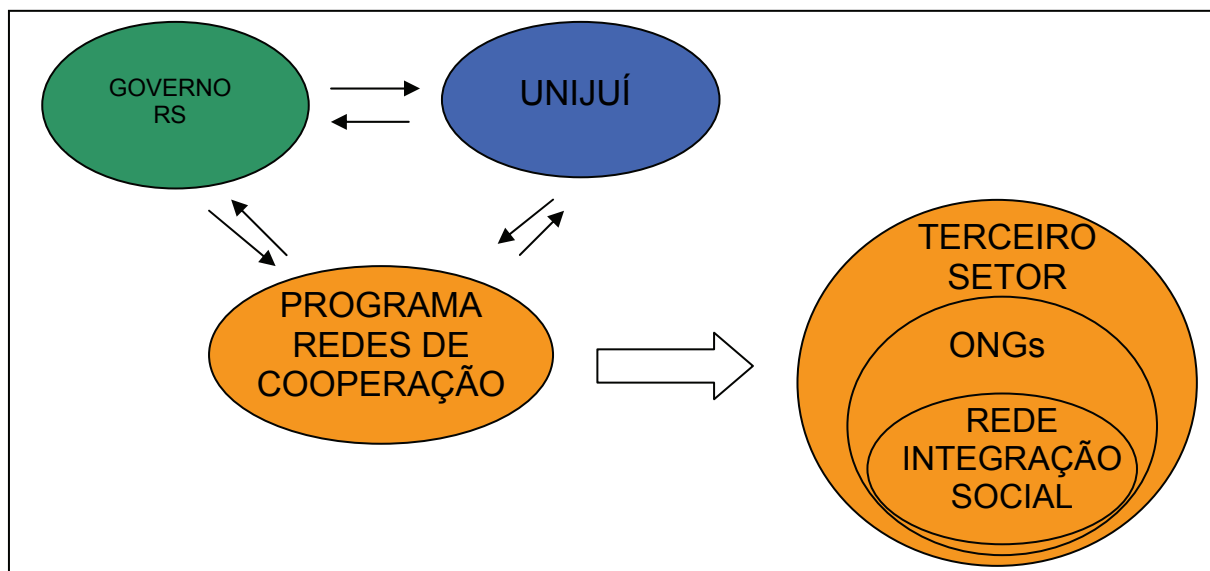 GOVERNO
RS
UNIJUÍ
PROGRAMA
REDES DE
COOPERAÇÃO
TERCEIRO
SETOR
ONGs
REDE
INTEGRAÇÃO
SOCIAL